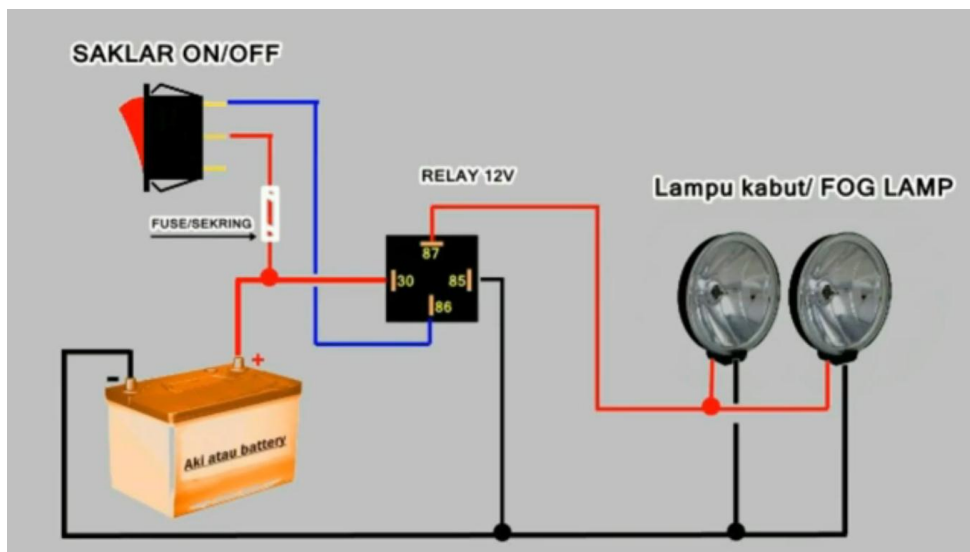 SAKLAR ON/OFF
RELAY 12V
Lampu kabut/ FOG LAMP
FUSE/SEKRING
87
30
85
86
+
-
Aki atau battery